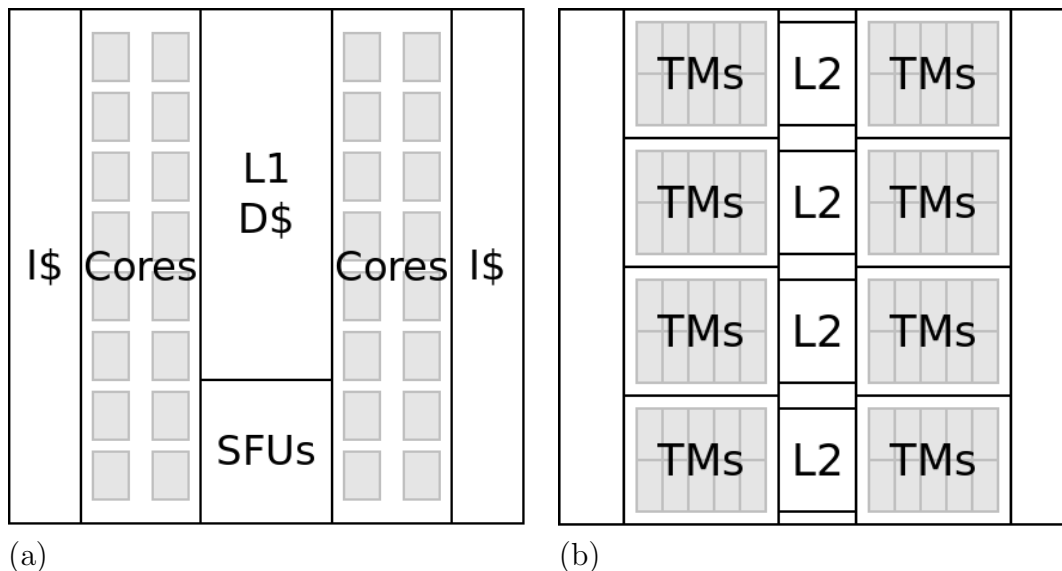 I$
Cores
L1
D$
Cores
I$
SFUs
TMs
L2
TMs
TMs
L2
TMs
TMs
L2
TMs
TMs
L2
TMs
(a)
(b)